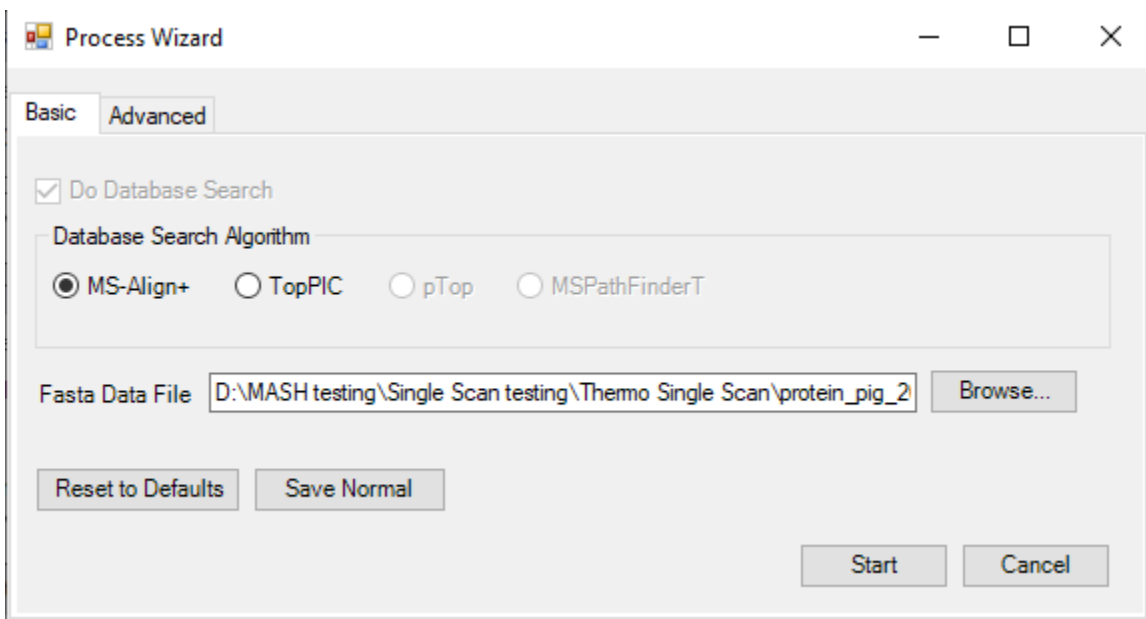 Process Wizard
Basic Advanced
Do Database Search
Database Search Algorithm
MS-Align+ TopPIC pTop MSPathFinderT
Fasta Data File D:\MASH testing\Single Scan testing\Thermo Single Scan\protein_pig_2 Browse...
Reset to Defaults Save Normal
Start Cancel